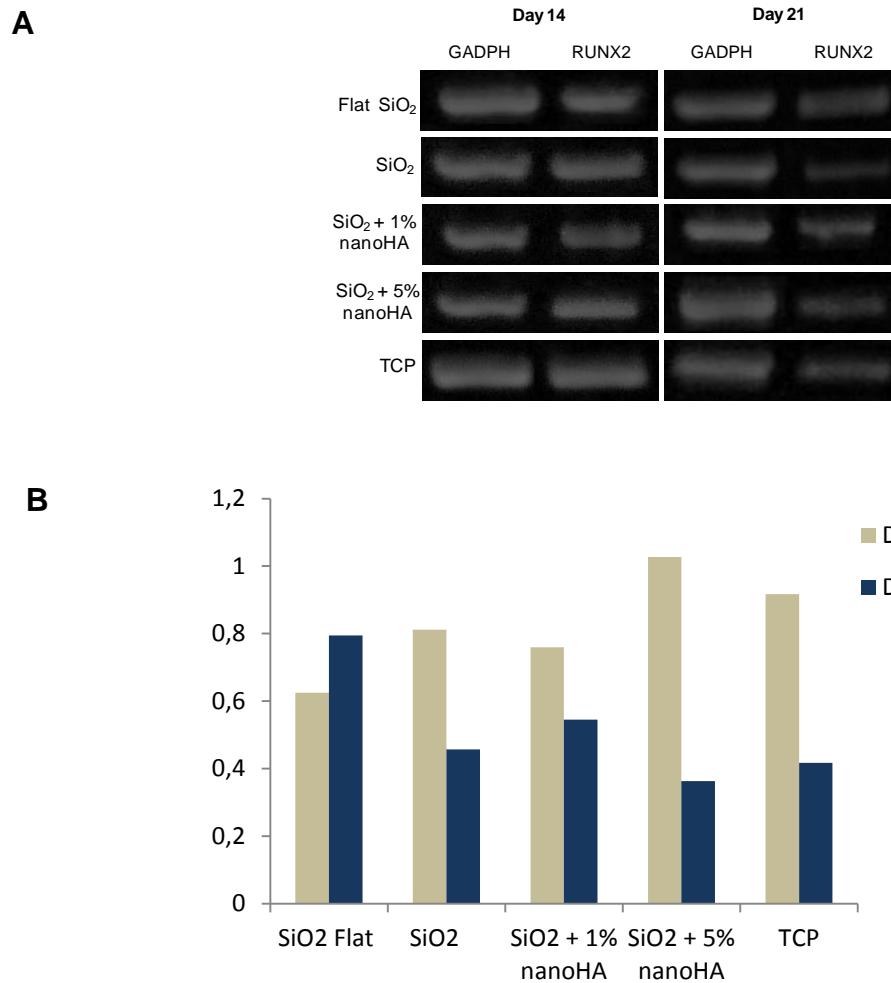 A
Day 14 Day 21
GADPH RUNX2 GADPH RUNX2
Flat SiO₂
SiO₂
SiO₂ + 1%
nanoHA
SiO₂ + 5%
nanoHA
TCP
B
1,2
1
0,8
0,6
0,4
0,2
0
D
D
SiO2 Flat SiO2 SiO2 + 1% SiO2 + 5% TCP
nanoHA nanoHA